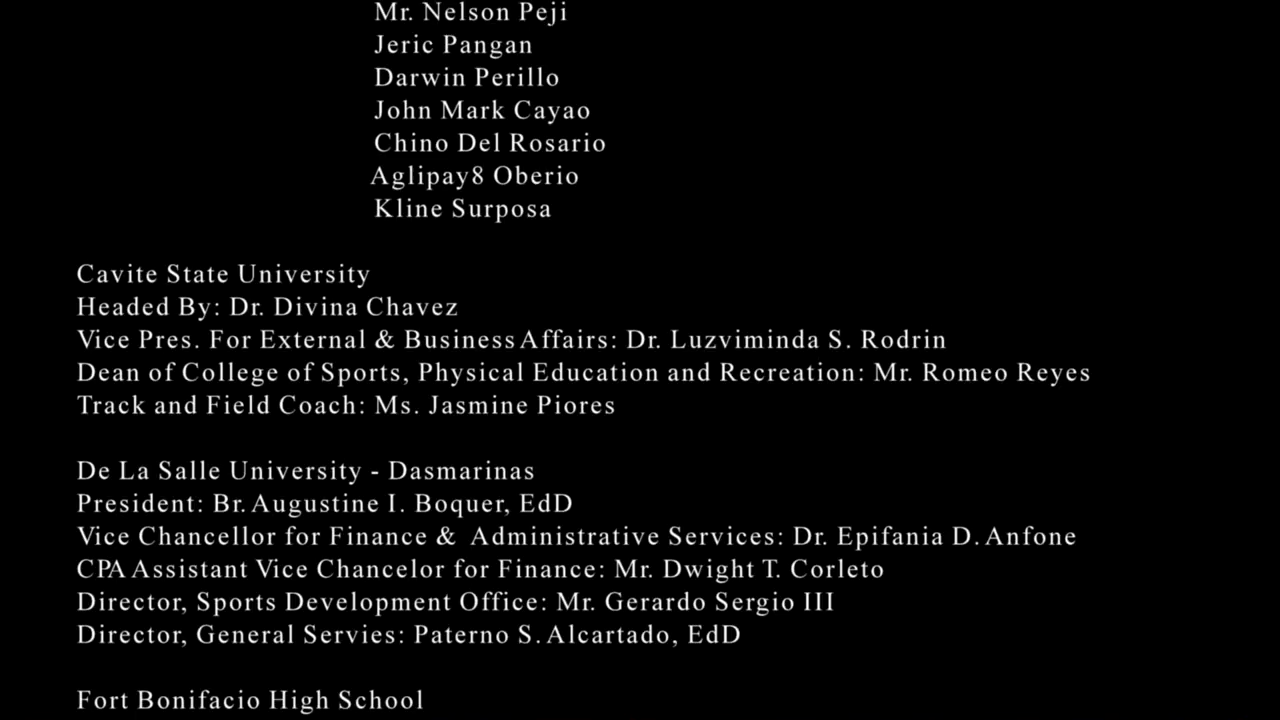 Mr. Nelson Peji
Jeric Pangan
Darwin Perillo
John Mark Cayao
Chino Del Rosario
Aglipay8 Oberio
Kline Surposa
Cavite State University
Headed By: Dr. Divina Chavez
Vice Pres. For External & Business Affairs: Dr. Luzviminda S. Rodrin
Dean of College of Sports, Physical Education and Recreation: Mr. Romeo Reyes
Track and Field Coach: Ms. Jasmine Piores
De La Salle University - Dasmarinas
President: Br. Augustine I. Boquer, EdD
Vice Chancellor for Finance & Administrative Services: Dr. Epifania D. Anfone
CPA Assistant Vice Chancelor for Finance: Mr. Dwight T. Corleto
Director, Sports Development Office: Mr. Gerardo Sergio III
Director, General Servies: Paterno S. Alcartado, EdD
Fort Bonifacio High School